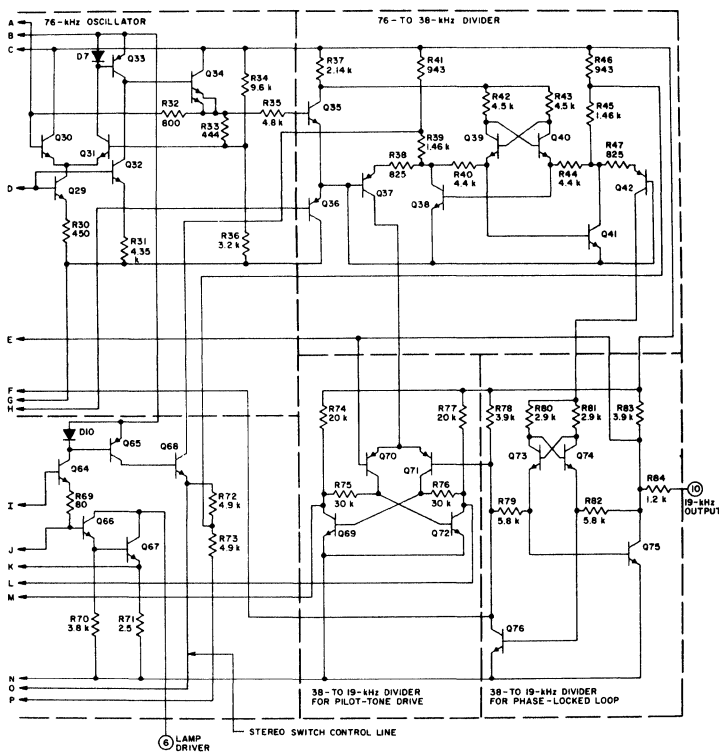 76-kHz OSCILLATOR
76-TO 38-kHz DIVIDER
A
B
C
D7
Q33
Q34
R34
9.6 k
R37
2.14 k
R41
943
R46
943
R42
4.5 k
R43
4.5 k
R45
1.46 k
R32
800
R35
4.8 k
R33
444
Q35
Q30
Q31
Q39
Q40
R39
1.46 k
R47
825
R38
825
R40
4.4 k
R44
4.4 k
Q42
Q32
D
Q29
Q37
Q38
Q36
Q41
R30
450
R31
4.35
k
R36
3.2 k
E
F
G
H
R74
20 k
R77
20 k
R78
3.9k
R80
2.9 k
R81
2.9 k
R83
3.9 k
D10
Q65
Q68
Q70
Q71
Q73
Q74
Q64
R84
1.2 k
10
19-kHz
OUTPUT
R75
30 k
R76
30 k
R79
5.8 k
R82
5.8 k
I
R69
80
R72
4.9 k
J
Q66
Q67
R73
4.9 k
Q69
Q72
Q75
K
L
M
R70
3.8 k
R71
2.5
Q76
N
O
P
38-TO 19-kHz DIVIDER
FOR PILOT-TONE DRIVE
38-TO 19-kHz DIVIDER
FOR PHASE-LOCKED LOOP
STEREO SWITCH CONTROL LINE
6 LAMP
DRIVER